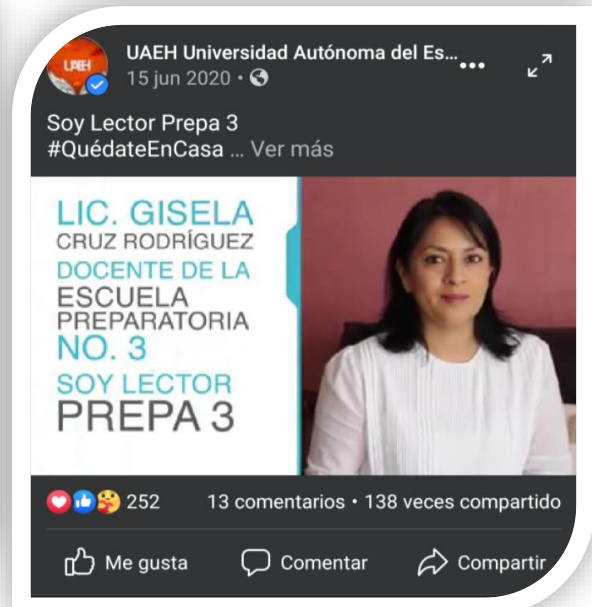 UAEH
UAEH Universidad Autónoma del Es...
15 jun 2020
Soy Lector Prepa 3
#QuédateEnCasa ... Ver más
LIC. GISELA
CRUZ RODRÍGUEZ
DOCENTE DE LA
ESCUELA
PREPARATORIA
NO. 3
SOY LECTOR
PREPA 3
252 13 comentarios • 138 veces compartido
Me gusta Comentar Compartir